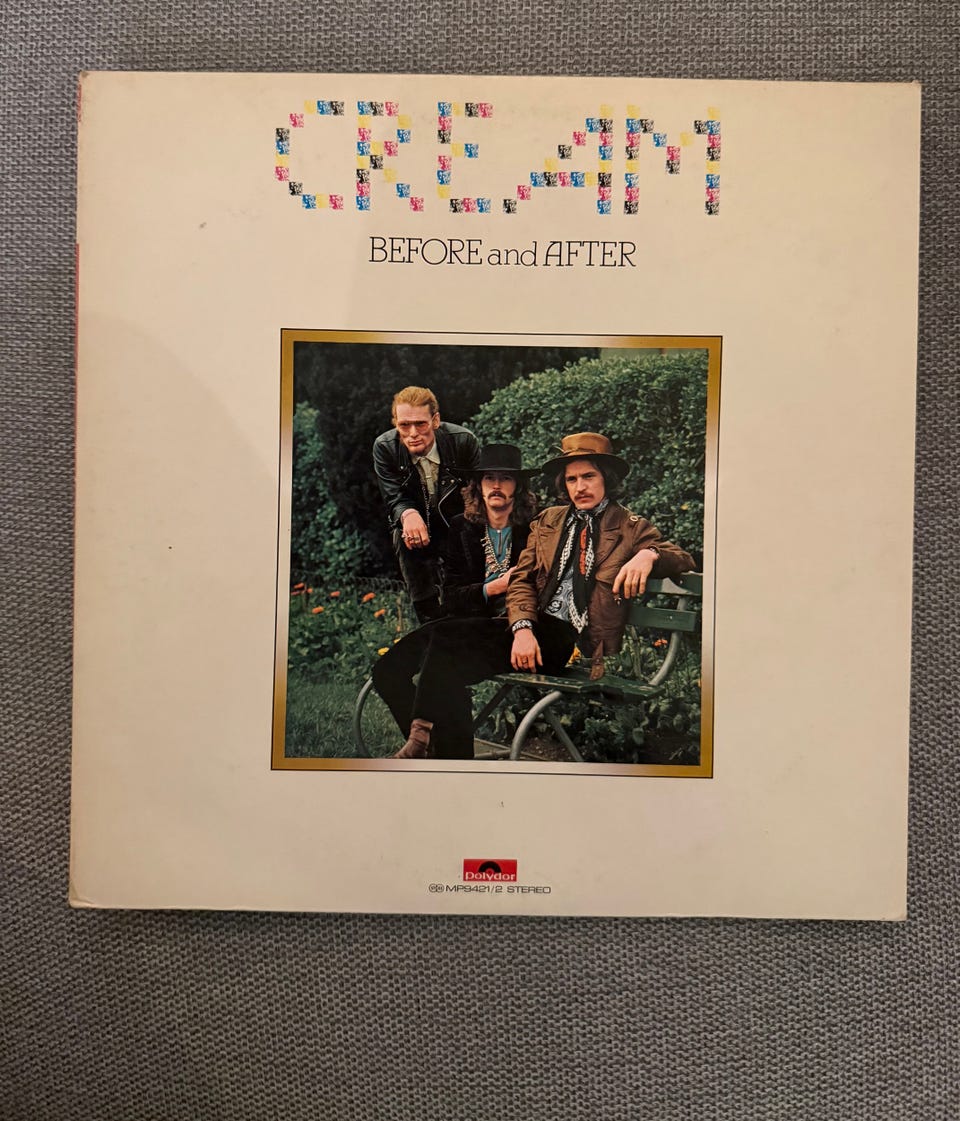 CREAM
BEFORE and AFTER
Polydor
MP9421/2 STEREO